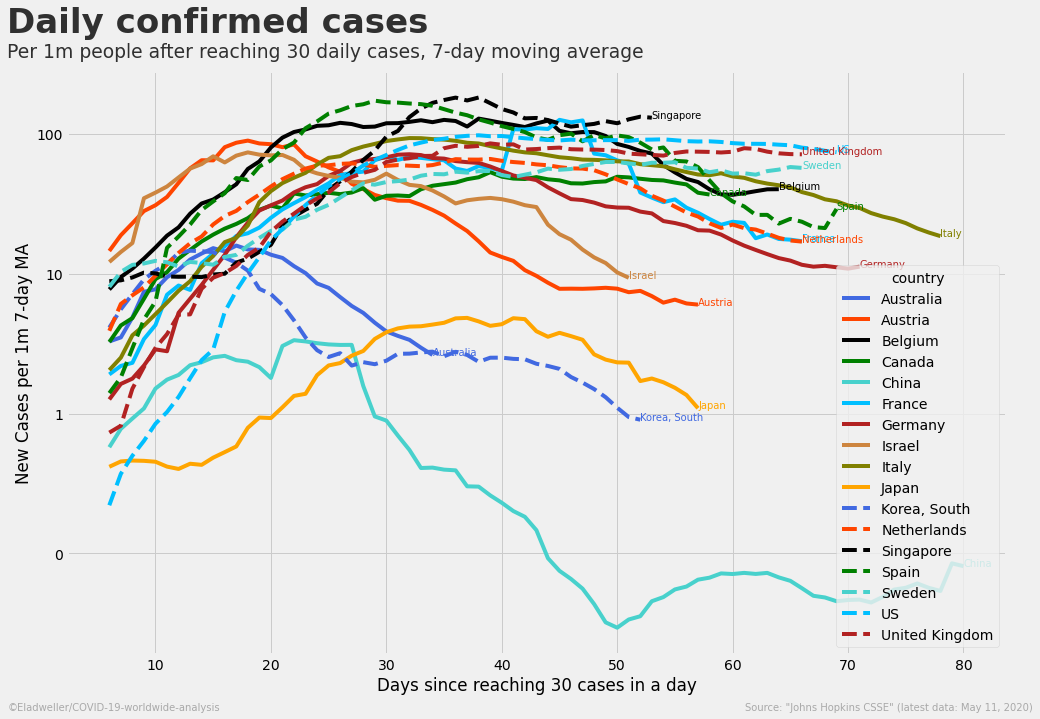 Daily confirmed cases
Per 1m people after reaching 30 daily cases, 7-day moving average
New Cases per 1m 7-day MA
100
10
1
0
10
20
30
40
50
60
70
80
Days since reaching 30 cases in a day
Singapore
United Kingdom
US
Sweden
Belgium
Canada
Spain
Italy
Netherlands
Germany
Israel
Austria
Australia
Japan
Korea, South
China
country
Australia
Austria
Belgium
Canada
China
France
Germany
Israel
Italy
Japan
Korea, South
Netherlands
Singapore
Spain
Sweden
US
United Kingdom
©Eladweller/COVID-19-worldwide-analysis
Source: "Johns Hopkins CSSE" (latest data: May 11, 2020)